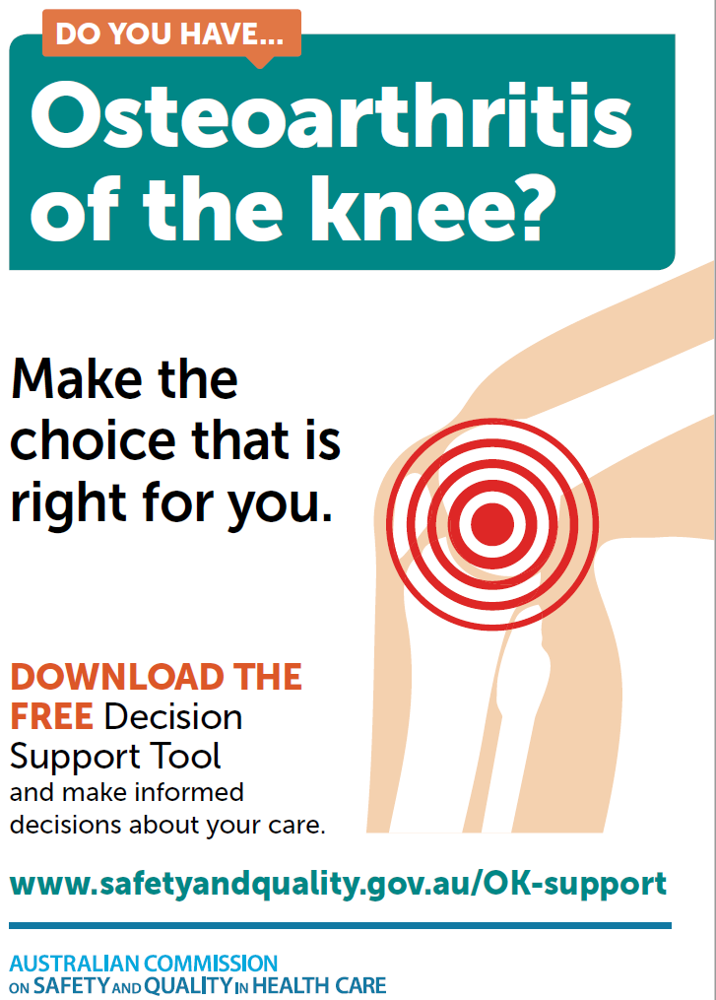 DO YOU HAVE...
Osteoarthritis
of the knee?
Make the
choice that is
right for you.
DOWNLOAD THE
FREE Decision
Support Tool
and make informed
decisions about your care.
www.safetyandquality.gov.au/OK-support
AUSTRALIAN COMMISSION
ON SAFETY AND QUALITY IN HEALTH CARE